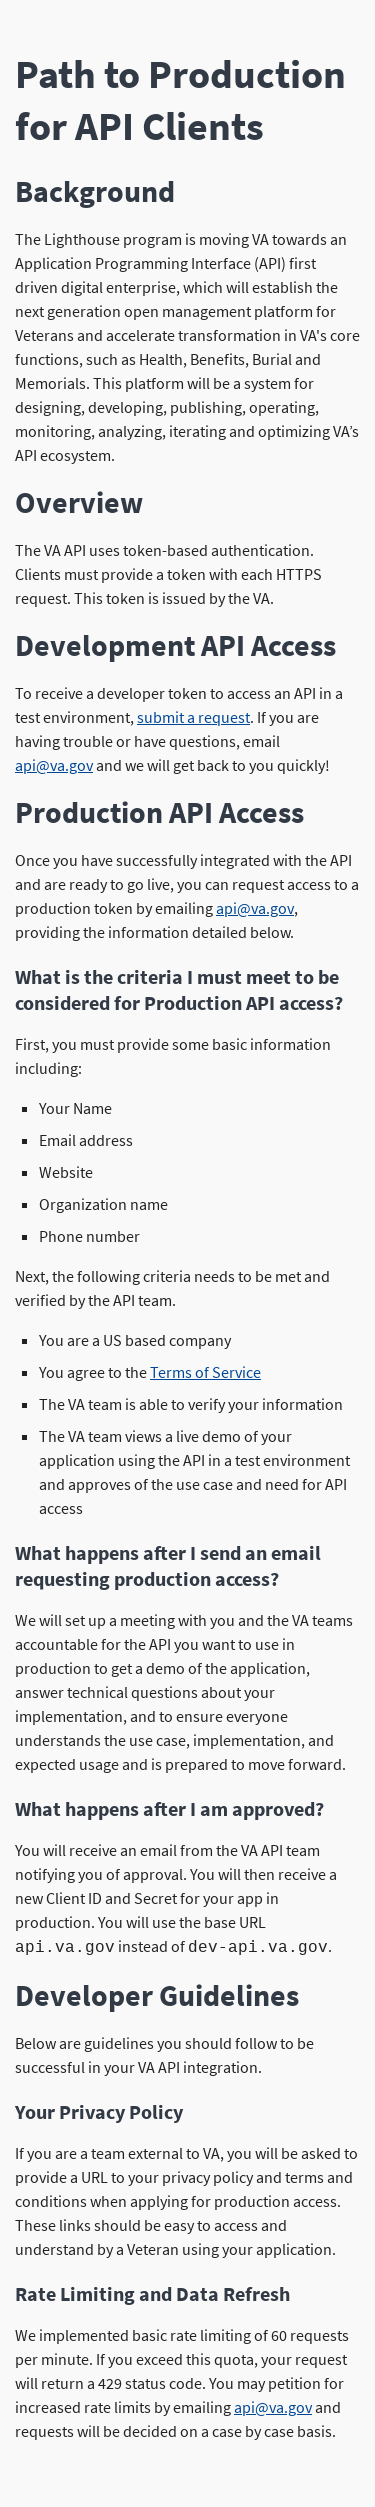 Path to Production
for API Clients
Background
The Lighthouse program is moving VA towards an
Application Programming Interface (API) first
driven digital enterprise, which will establish the
next generation open management platform for
Veterans and accelerate transformation in VA's core
functions, such as Health, Benefits, Burial and
Memorials. This platform will be a system for
designing, developing, publishing, operating,
monitoring, analyzing, iterating and optimizing VA’s
API ecosystem.
Overview
The VA API uses token-based authentication.
Clients must provide a token with each HTTPS
request. This token is issued by the VA.
Development API Access
To receive a developer token to access an API in a
test environment, submit a request. If you are
having trouble or have questions, email
api@va.gov and we will get back to you quickly!
Production API Access
Once you have successfully integrated with the API
and are ready to go live, you can request access to a
production token by emailing api@va.gov,
providing the information detailed below.
What is the criteria I must meet to be
considered for Production API access?
First, you must provide some basic information
including:
▪ Your Name
▪ Email address
▪ Website
▪ Organization name
▪ Phone number
Next, the following criteria needs to be met and
verified by the API team.
▪ You are a US based company
▪ You agree to the Terms of Service
▪ The VA team is able to verify your information
▪ The VA team views a live demo of your
application using the API in a test environment
and approves of the use case and need for API
access
What happens after I send an email
requesting production access?
We will set up a meeting with you and the VA teams
accountable for the API you want to use in
production to get a demo of the application,
answer technical questions about your
implementation, and to ensure everyone
understands the use case, implementation, and
expected usage and is prepared to move forward.
What happens after I am approved?
You will receive an email from the VA API team
notifying you of approval. You will then receive a
new Client ID and Secret for your app in
production. You will use the base URL
api.va.gov instead of dev-api.va.gov.
Developer Guidelines
Below are guidelines you should follow to be
successful in your VA API integration.
Your Privacy Policy
If you are a team external to VA, you will be asked to
provide a URL to your privacy policy and terms and
conditions when applying for production access.
These links should be easy to access and
understand by a Veteran using your application.
Rate Limiting and Data Refresh
We implemented basic rate limiting of 60 requests
per minute. If you exceed this quota, your request
will return a 429 status code. You may petition for
increased rate limits by emailing api@va.gov and
requests will be decided on a case by case basis.